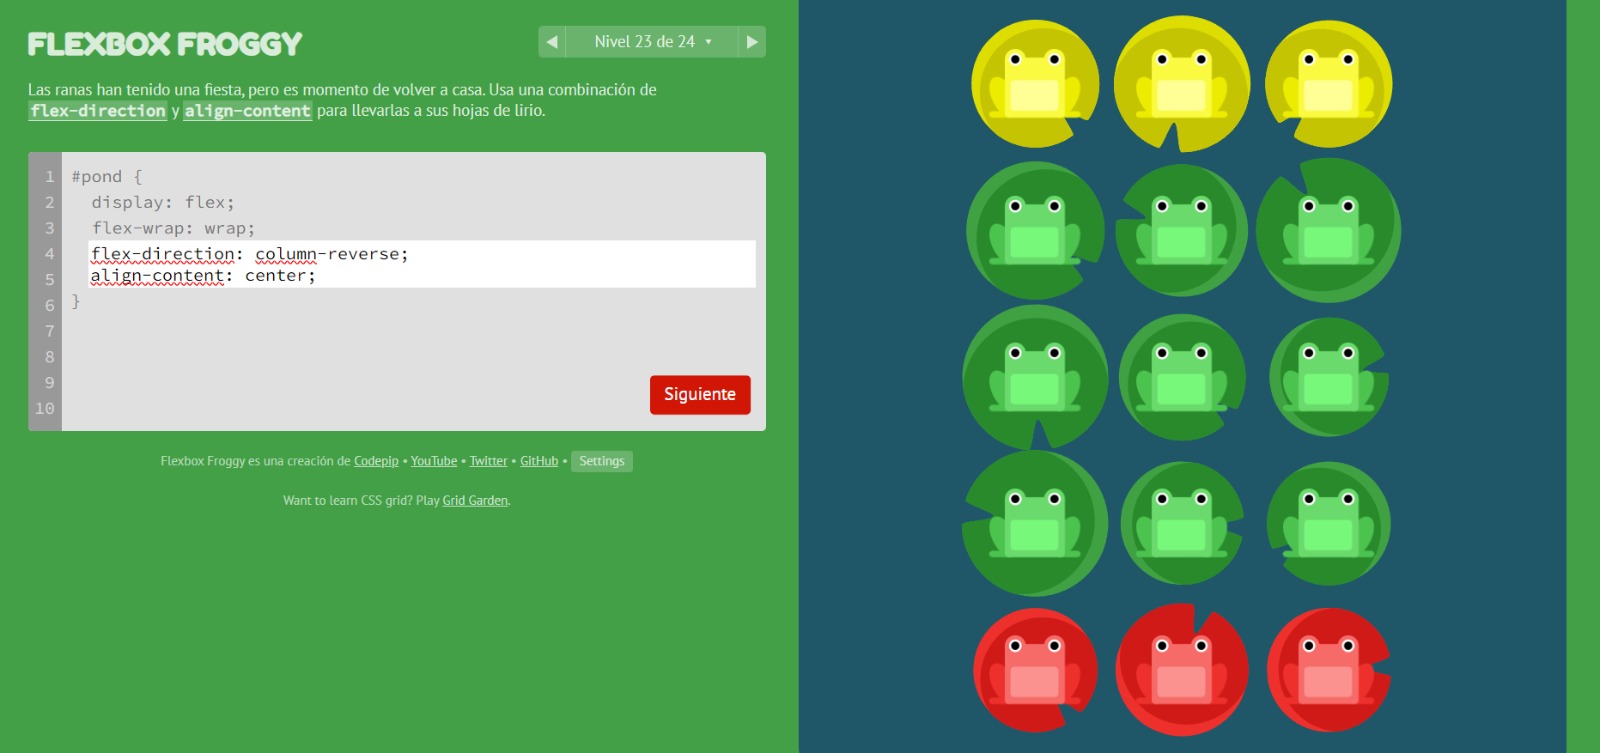 FLEXBOX FROGGY
◀ Nivel 23 de 24 ▼ ▶
Las ranas han tenido una fiesta, pero es momento de volver a casa. Usa una combinación de
flex-direction y align-content para llevarlas a sus hojas de lirio.
1 #pond {
2 display: flex;
3 flex-wrap: wrap;
4 flex-direction: column-reverse;
5 align-content: center;
6 }
7
8
9
10
Siguiente
Flexbox Froggy es una creación de Codepip • YouTube • Twitter • GitHub • Settings
Want to learn CSS grid? Play Grid Garden.